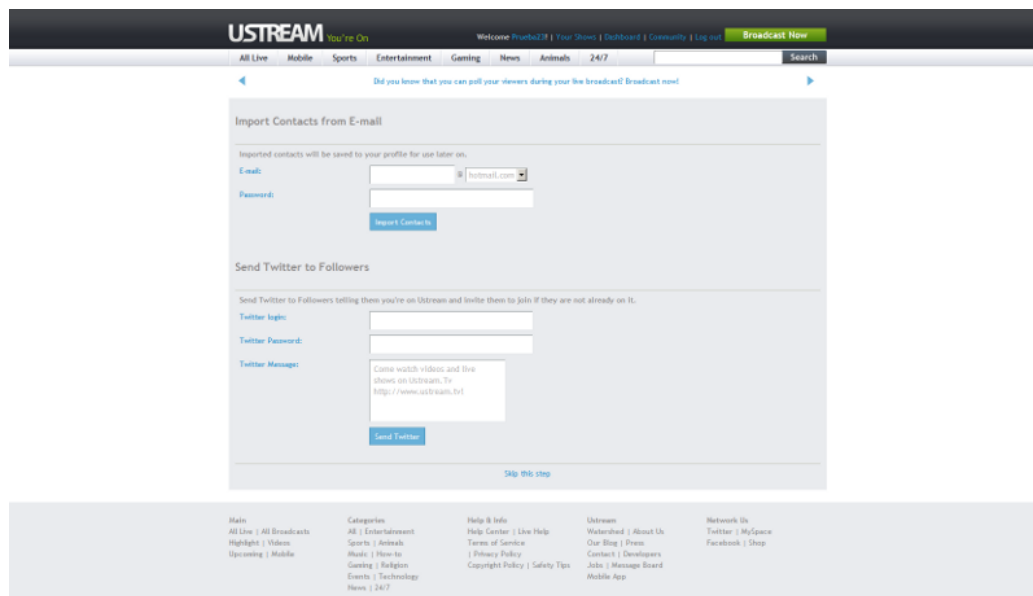 USTREAM You're On
Welcome Prueba23! | Your Shows | Dashboard | Community | Log out Broadcast Now
All Live Mobile Sports Entertainment Gaming News Animals 24/7 Search
Did you know that you can poll your viewers during your live broadcast? Broadcast now!
Import Contacts from E-mail
Imported contacts will be saved to your profile for use later on.
E-mail: @ hotmail.com
Password:
Import Contacts
Send Twitter to Followers
Send Twitter to Followers telling them you're on Ustream and invite them to join if they are not already on it.
Twitter login:
Twitter Password:
Twitter Message: Come watch videos and live
shows on Ustream.Tv
http://www.ustream.tv!
Send Twitter
Skip this step
Main Categories Help & Info Ustream Network Us
All Live | All Broadcasts All | Entertainment Help Center | Live Help Watershed | About Us Twitter | MySpace
Highlight | Videos Sports | Animals Terms of Service Our Blog | Press Facebook | Shop
Upcoming | Mobile Music | How-to | Privacy Policy Contact | Developers
Gaming | Religion Copyright Policy | Safety Tips Jobs | Message Board
Events | Technology Mobile App
News | 24/7